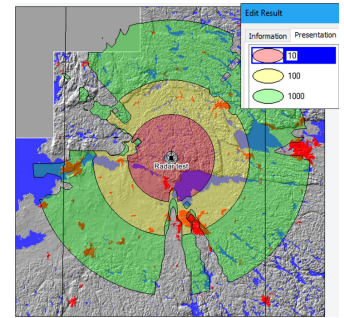 Edit Result
Information Presentation
10
100
1000
Radar test